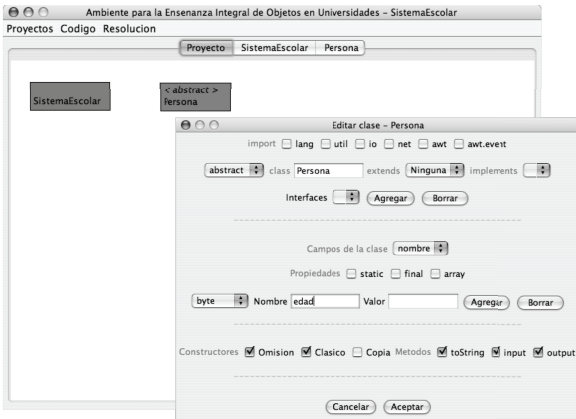 Ambiente para la Ensenanza Integral de Objetos en Universidades – SistemaEscolar
Proyectos Codigo Resolucion
Proyecto SistemaEscolar Persona
SistemaEscolar
< abstract >
Persona
Editar clase – Persona
import lang util io net awt awt.event
abstract class Persona extends Ninguna implements
Interfaces Agregar Borrar
Campos de la clase nombre
Propiedades static final array
byte Nombre edad Valor Agregar Borrar
Constructores Omision Clasico Copia Metodos toString input output
Cancelar Aceptar